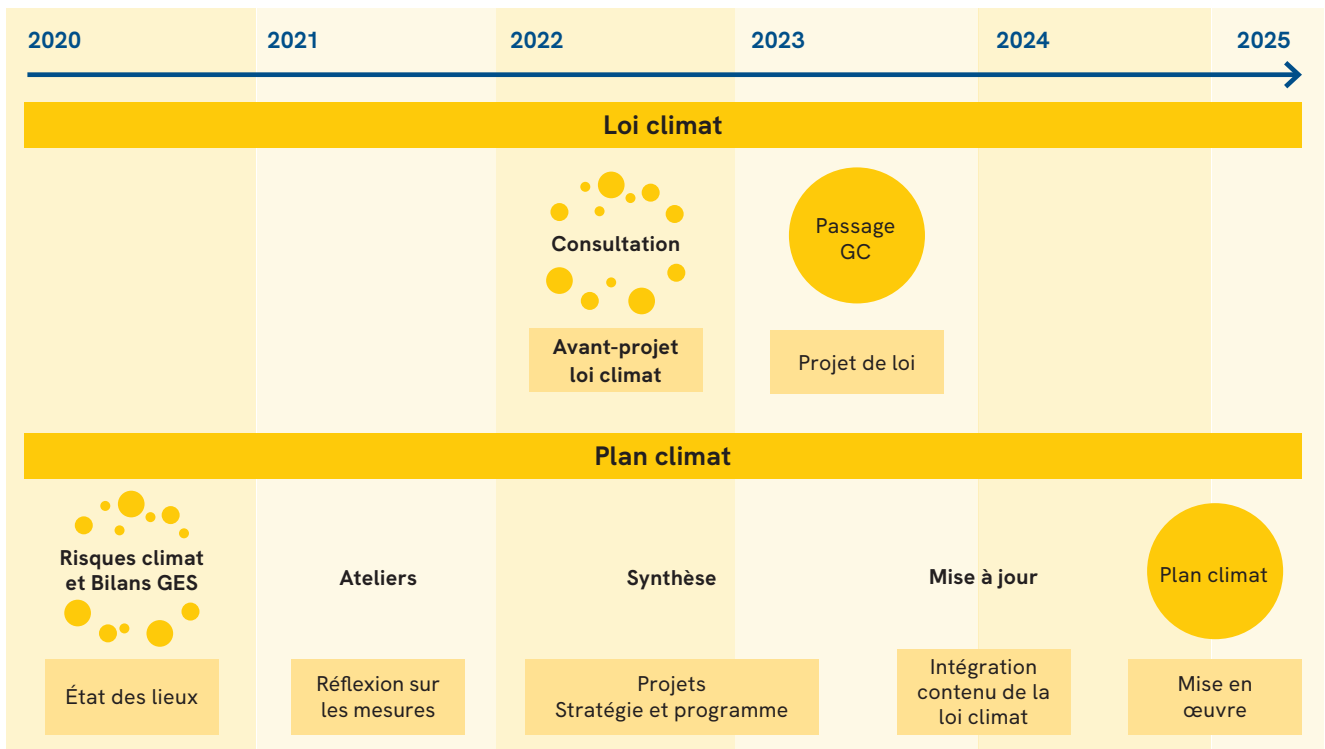 2020 2021 2022 2023 2024 2025
Loi climat
Consultation
Passage
GC
Avant-projet
loi climat
Projet de loi
Plan climat
Risques climat
et Bilans GES
Ateliers
Synthèse
Mise à jour
Plan climat
État des lieux
Réflexion sur
les mesures
Projets
Stratégie et programme
Intégration
contenu de la
loi climat
Mise en
œuvre